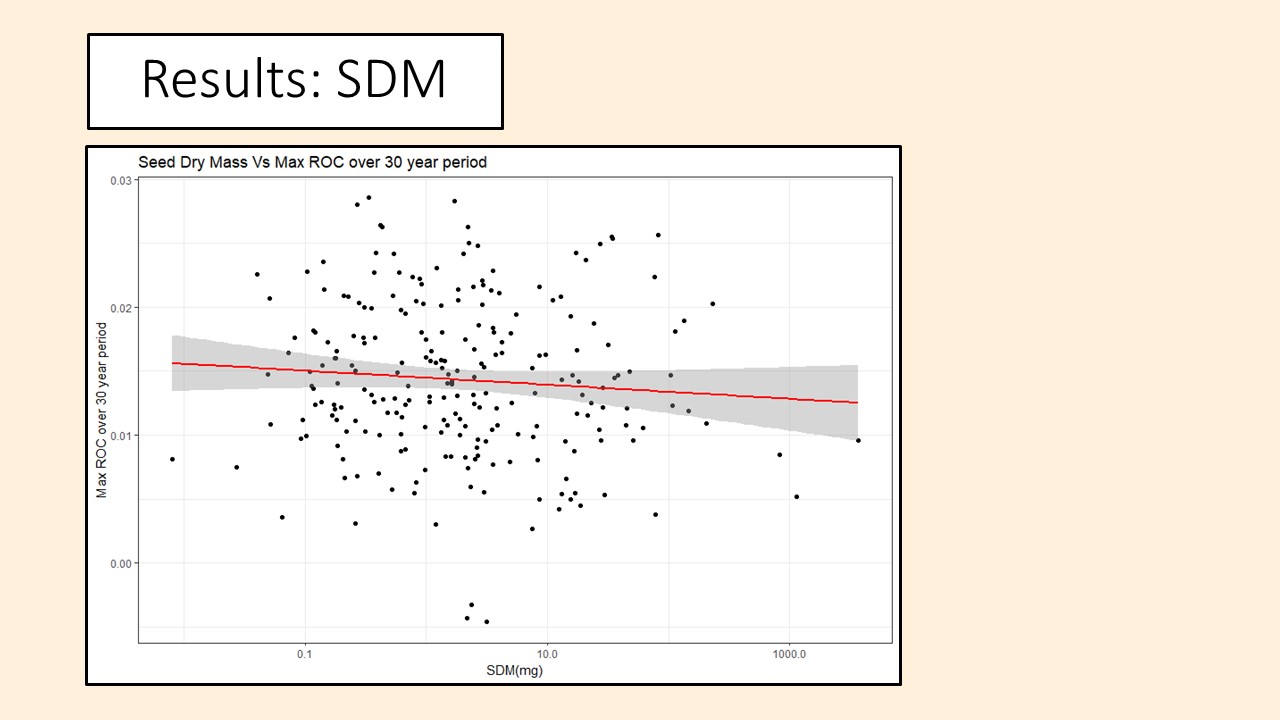 Results: SDM
Seed Dry Mass Vs Max ROC over 30 year period
0.03
0.02
0.01
0.00
Max ROC over 30 year period
0.1
10.0
1000.0
SDM(mg)